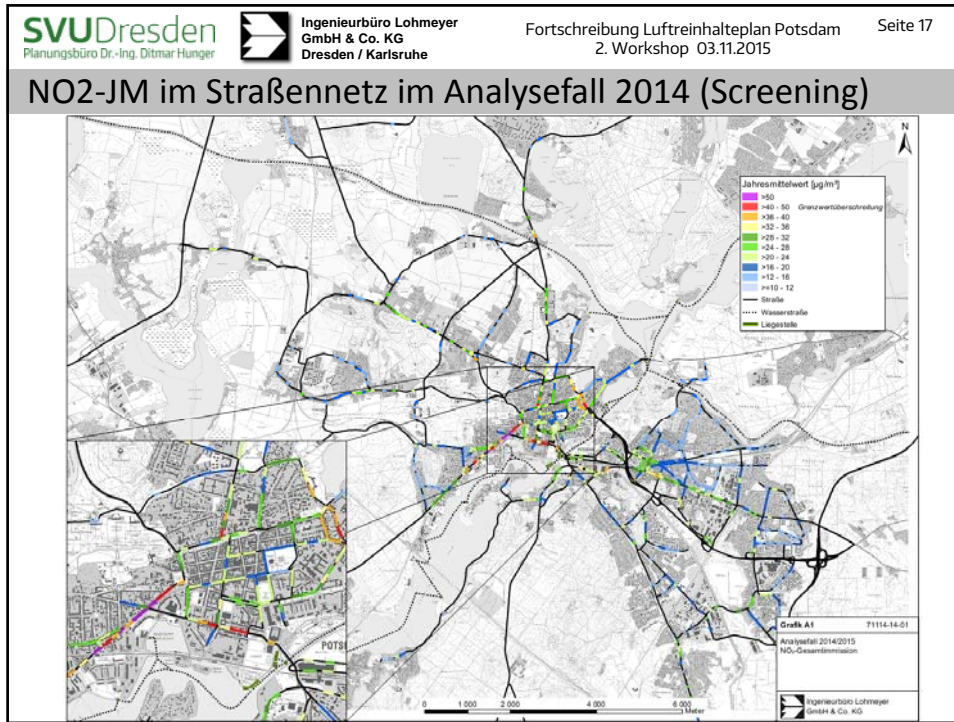 SVUDresden
Planungsbüro Dr.-Ing. Ditmar Hunger
Ingenieurbüro Lohmeyer
GmbH & Co. KG
Dresden / Karlsruhe
Fortschreibung Luftreinhalteplan Potsdam
2. Workshop 03.11.2015
Seite 17
NO2-JM im Straßennetz im Analysefall 2014 (Screening)
N
Jahresmittelwert [µg/m³]
>50
>40 - 50 Grenzwertüberschreitung
>36 - 40
>32 - 36
>28 - 32
>24 - 28
>20 - 24
>16 - 20
>12 - 16
>=10 - 12
Straße
Wasserstraße
Liegestelle
POTS
Grafik A1 71114-14-01
Analysefall 2014/2015
NO₂-Gesamtimmission
0 1 000 2 000 4 000 6 000
Meter
Ingenieurbüro Lohmeyer
GmbH & Co. KG